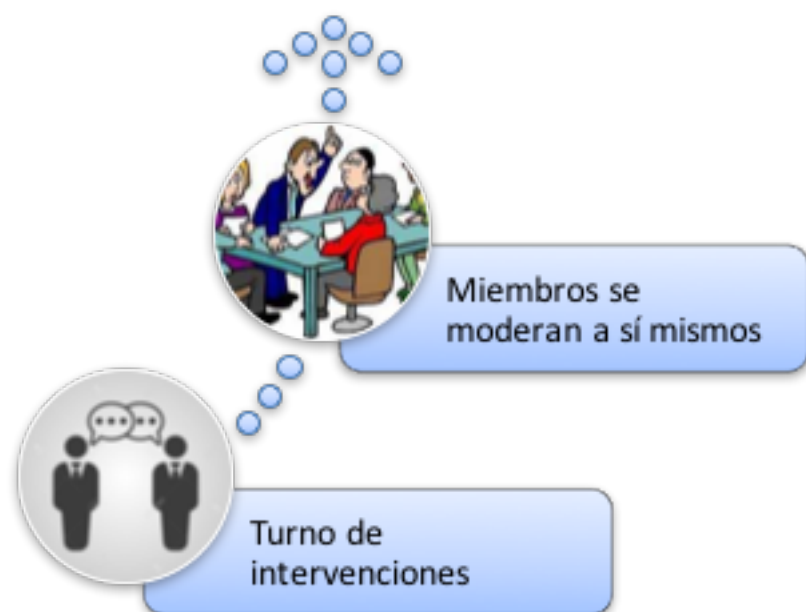 Miembros se
moderan a sí mismos
Turno de
intervenciones